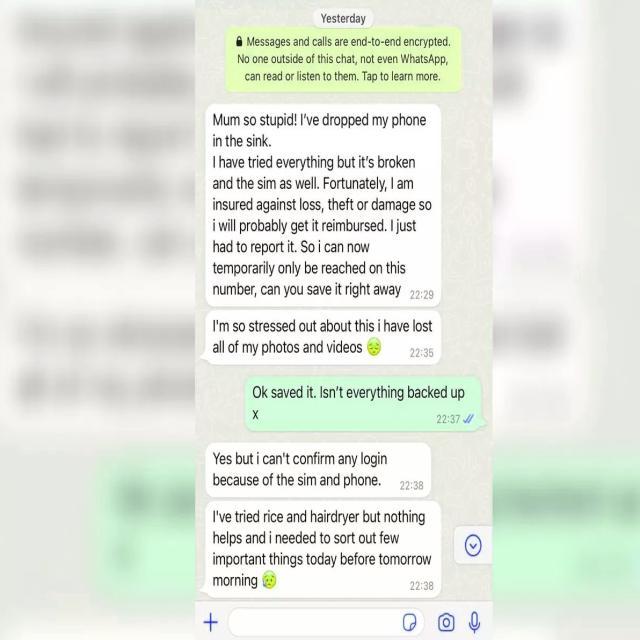 Yesterday
Messages and calls are end-to-end encrypted.
No one outside of this chat, not even WhatsApp,
can read or listen to them. Tap to learn more.
Mum so stupid! I've dropped my phone
in the sink.
I have tried everything but it's broken
and the sim as well. Fortunately, I am
insured against loss, theft or damage so
i will probably get it reimbursed. I just
had to report it. So i can now
temporarily only be reached on this
number, can you save it right away 22:29
I'm so stressed out about this i have lost
all of my photos and videos 😔 22:35
Ok saved it. Isn't everything backed up
x 22:37
Yes but i can't confirm any login
because of the sim and phone. 22:38
I've tried rice and hairdryer but nothing
helps and i needed to sort out few
important things today before tomorrow
morning 😥 22:38